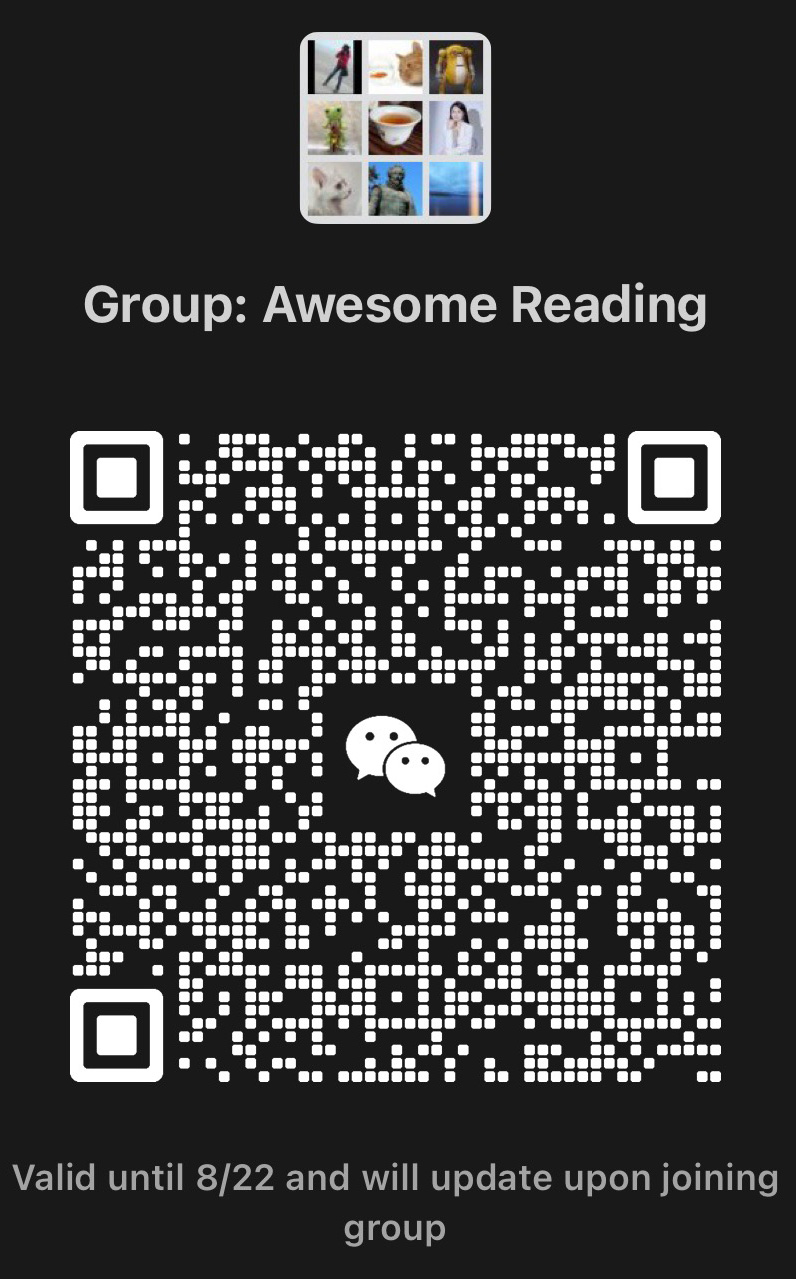 Group: Awesome Reading
Valid until 8/22 and will update upon joining
group